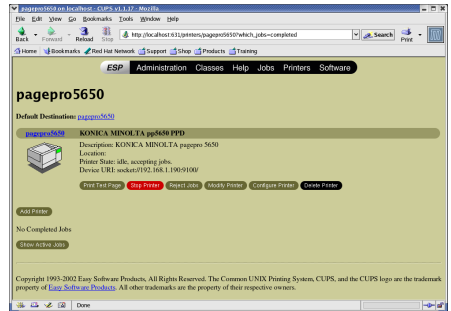 pagepro5650 on localhost - CUPS v1.1.17 - Mozilla
File Edit View Go Bookmarks Tools Window Help
Back Forward Reload Stop http://localhost:631/printers/pagepro5650?which_jobs=completed Search Print
Home Bookmarks Red Hat Network Support Shop Products Training
ESP Administration Classes Help Jobs Printers Software
pagepro5650
Default Destination: pagepro5650
pagepro5650 KONICA MINOLTA pp5650 PPD
Description: KONICA MINOLTA pagepro 5650
Location:
Printer State: idle, accepting jobs.
Device URI: socket://192.168.1.190:9100/
Print Test Page Stop Printer Reject Jobs Modify Printer Configure Printer Delete Printer
Add Printer
No Completed Jobs
Show Active Jobs
Copyright 1993-2002 Easy Software Products, All Rights Reserved. The Common UNIX Printing System, CUPS, and the CUPS logo are the trademark
property of Easy Software Products. All other trademarks are the property of their respective owners.
Done